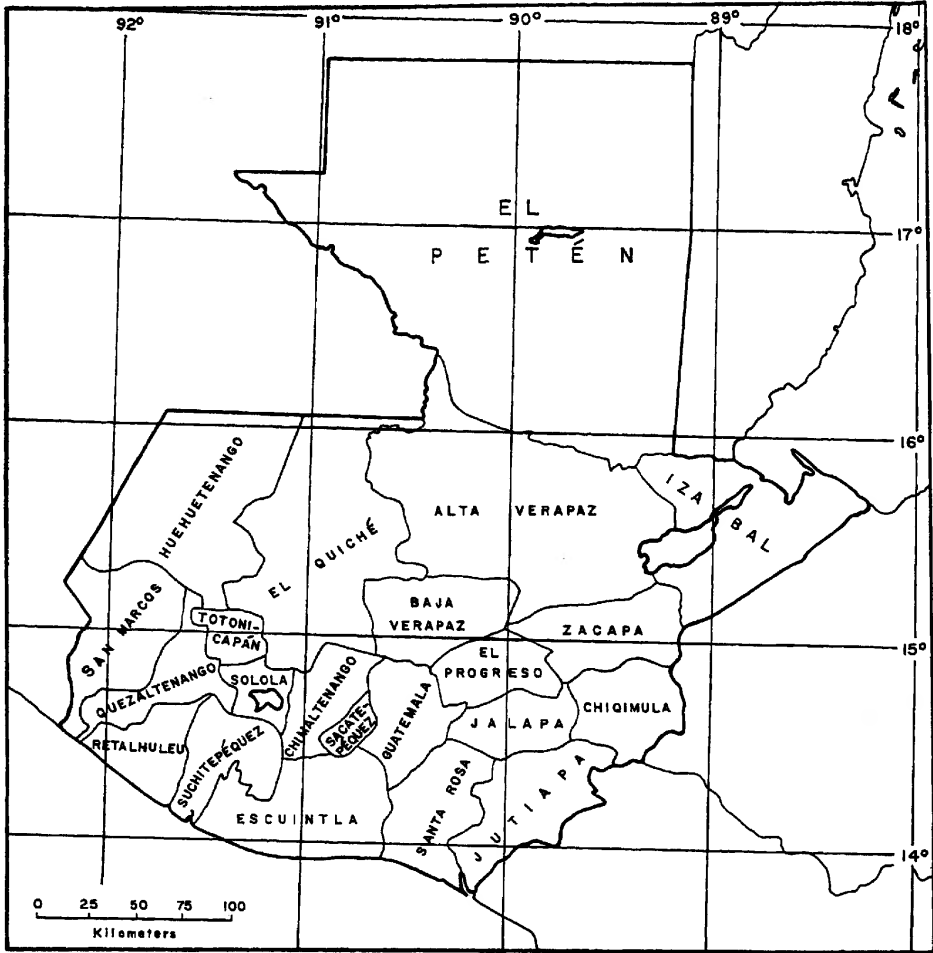 92° 91° 90° 89° 18°
EL
PETÉN
17°
16°
HUEHUETENANGO
EL QUICHÉ
ALTA VERAPAZ
IZABAL
SAN MARCOS
TOTONI-
CAPÁN
BAJA
VERAPAZ
ZACAPA
15°
EL
PROGRESO
QUEZALTENANGO
SOLOLA
CHIMALTENANGO
SACATE-
PÉQUEZ
GUATEMALA
JALAPA
CHIQIMULA
RETALHULEU
SUCHITEPÉQUEZ
ESCUINTLA
SANTA ROSA
JUTIAPA
14°
0 25 50 75 100
Kilometers